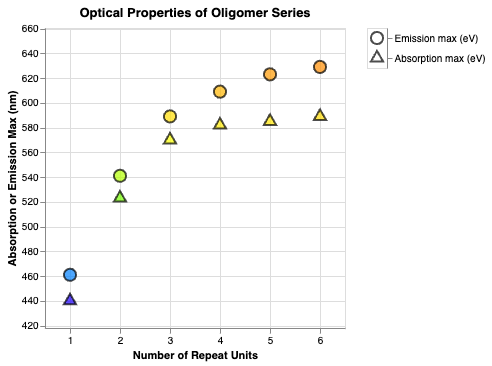 Optical Properties of Oligomer Series
Emission max (eV)
Absorption max (eV)
Absorption or Emission Max (nm)
660
640
620
600
580
560
540
520
500
480
460
440
420
1 2 3 4 5 6
Number of Repeat Units